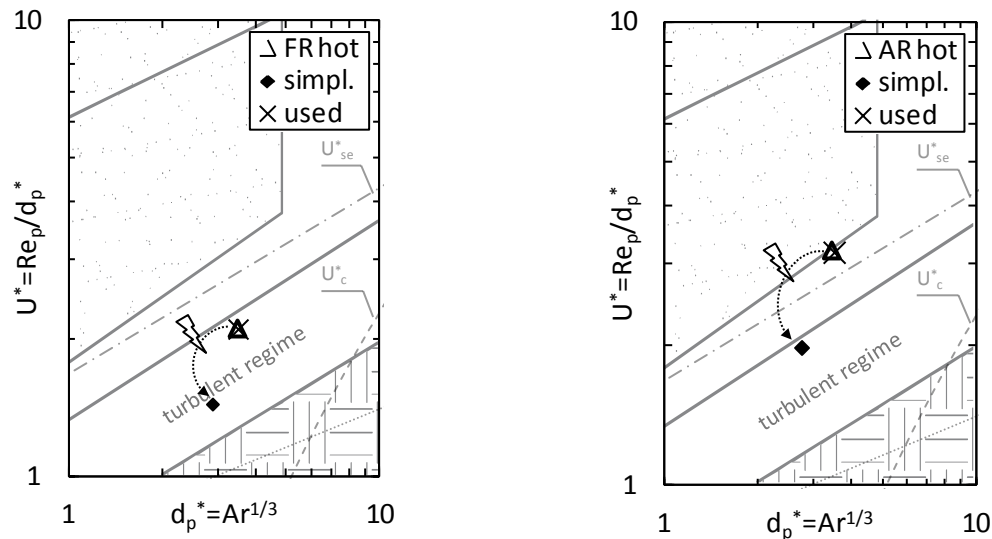 10
FR hot
simpl.
used
U*se
U*c
turbulent regime
U*=Rep/dp*
1
1
dp*=Ar1/3
10
10
AR hot
simpl.
used
U*se
U*c
turbulent regime
U*=Rep/dp*
1
1
dp*=Ar1/3
10